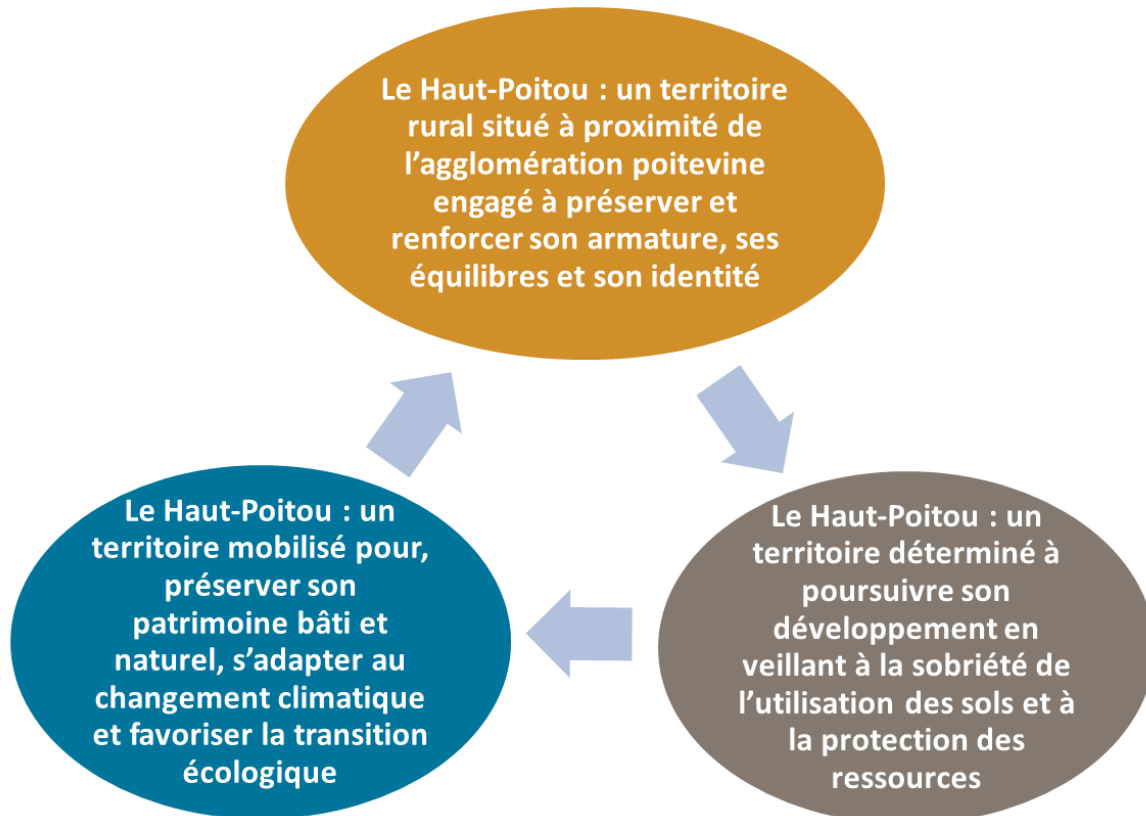 Le Haut-Poitou : un territoire
rural situé à proximité de
l’agglomération poitevine
engagé à préserver et
renforcer son armature, ses
équilibres et son identité
Le Haut-Poitou : un
territoire déterminé à
poursuivre son
développement en
veillant à la sobriété de
l’utilisation des sols et à
la protection des
ressources
Le Haut-Poitou : un
territoire mobilisé pour,
préserver son
patrimoine bâti et
naturel, s’adapter au
changement climatique
et favoriser la transition
écologique